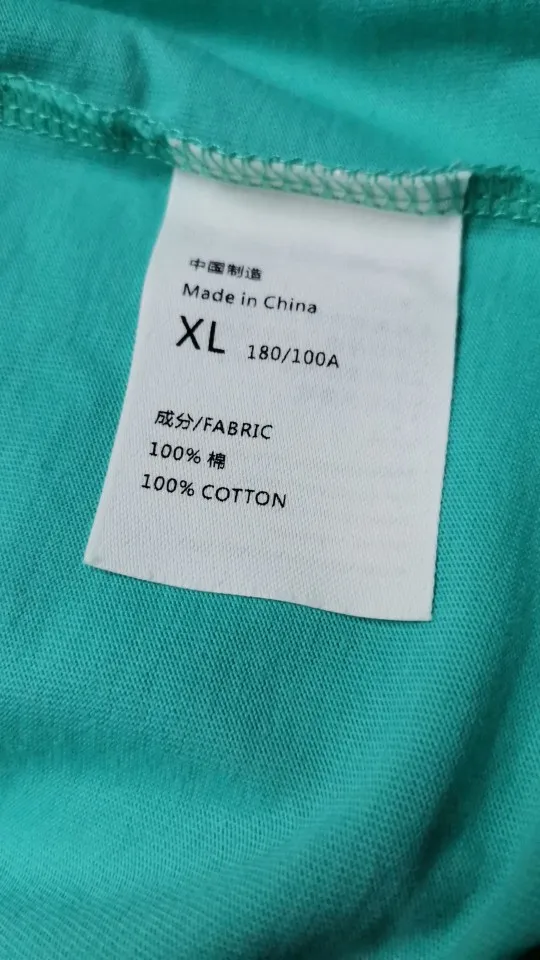 中国制造
Made in China
XL 180/100A
成分/FABRIC
100% 棉
100% COTTON